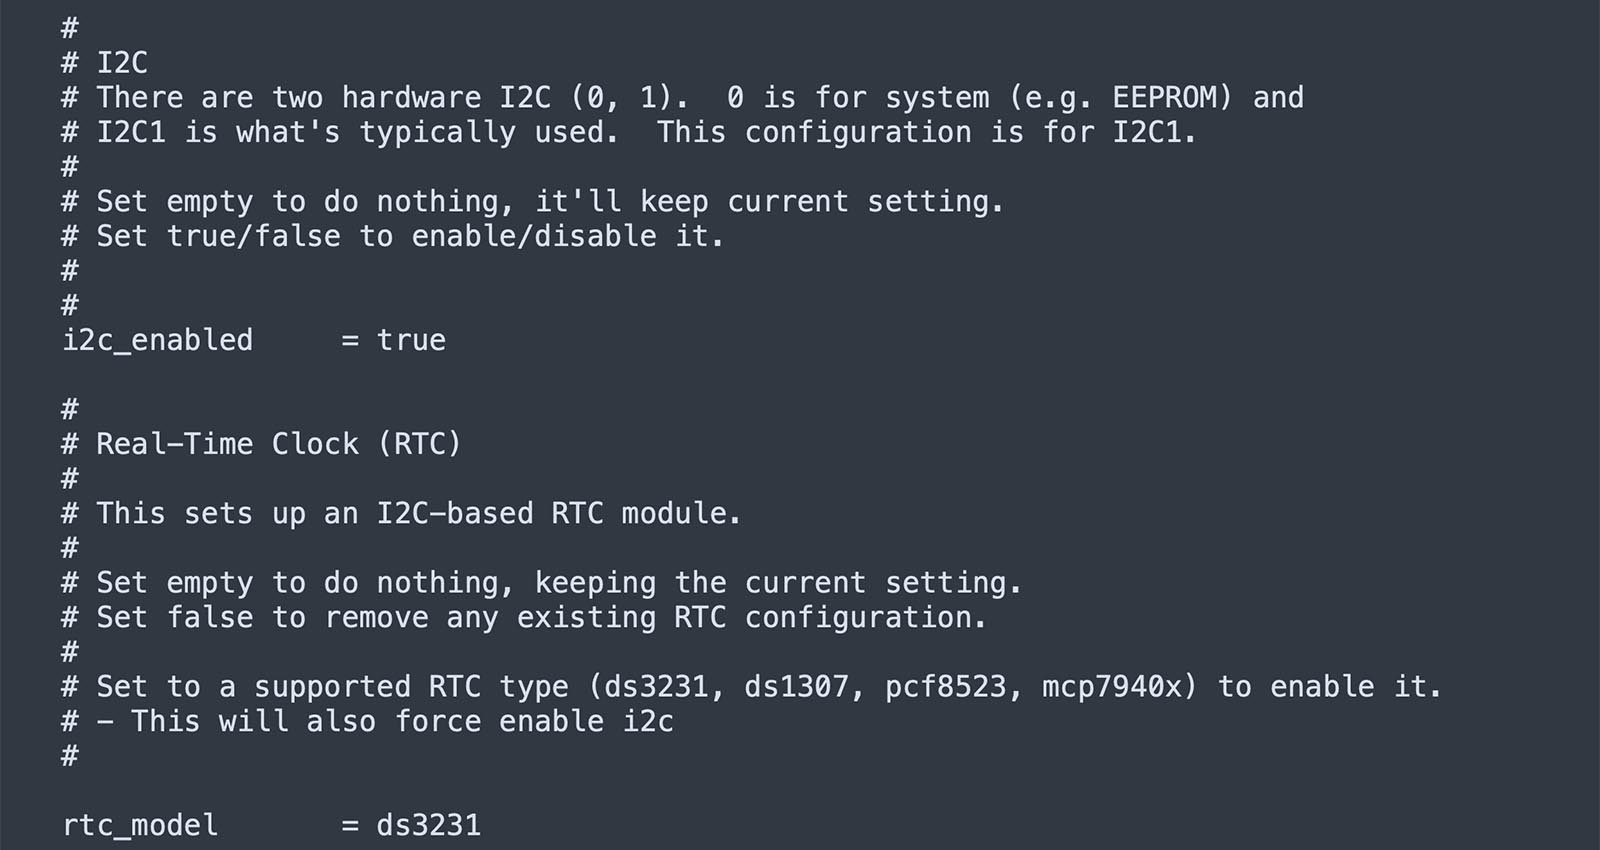 #
# I2C
# There are two hardware I2C (0, 1).  0 is for system (e.g. EEPROM) and
# I2C1 is what's typically used.  This configuration is for I2C1.
#
# Set empty to do nothing, it'll keep current setting.
# Set true/false to enable/disable it.
#
#
i2c_enabled     = true

#
# Real-Time Clock (RTC)
#
# This sets up an I2C-based RTC module.
#
# Set empty to do nothing, keeping the current setting.
# Set false to remove any existing RTC configuration.
#
# Set to a supported RTC type (ds3231, ds1307, pcf8523, mcp7940x) to enable it.
# - This will also force enable i2c
#

rtc_model       = ds3231